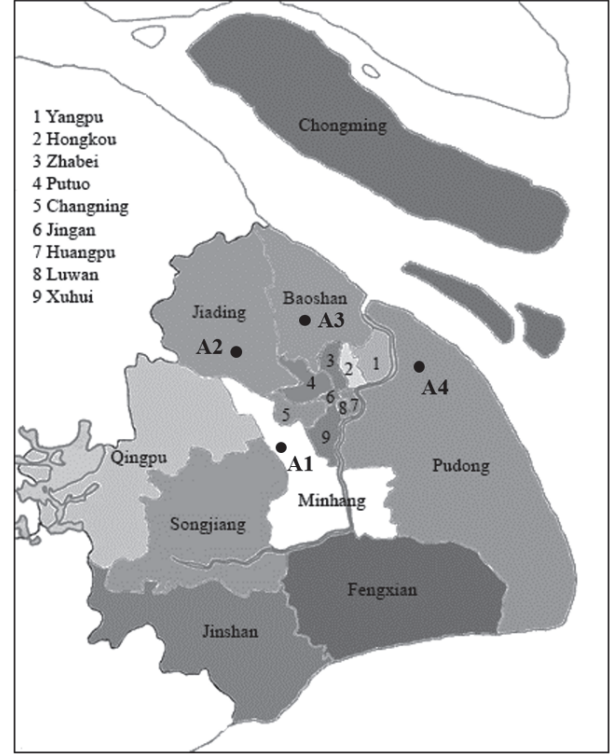 Chongming
1 Yangpu
2 Hongkou
3 Zhabei
4 Putuo
5 Changning
6 Jingan
7 Huangpu
8 Luwan
9 Xuhui
Baoshan
Jiading
A3
A2
3
2
1
A4
4
6
5
8
7
9
Qingpu
A1
Pudong
Minhang
Songjiang
Fengxian
Jinshan